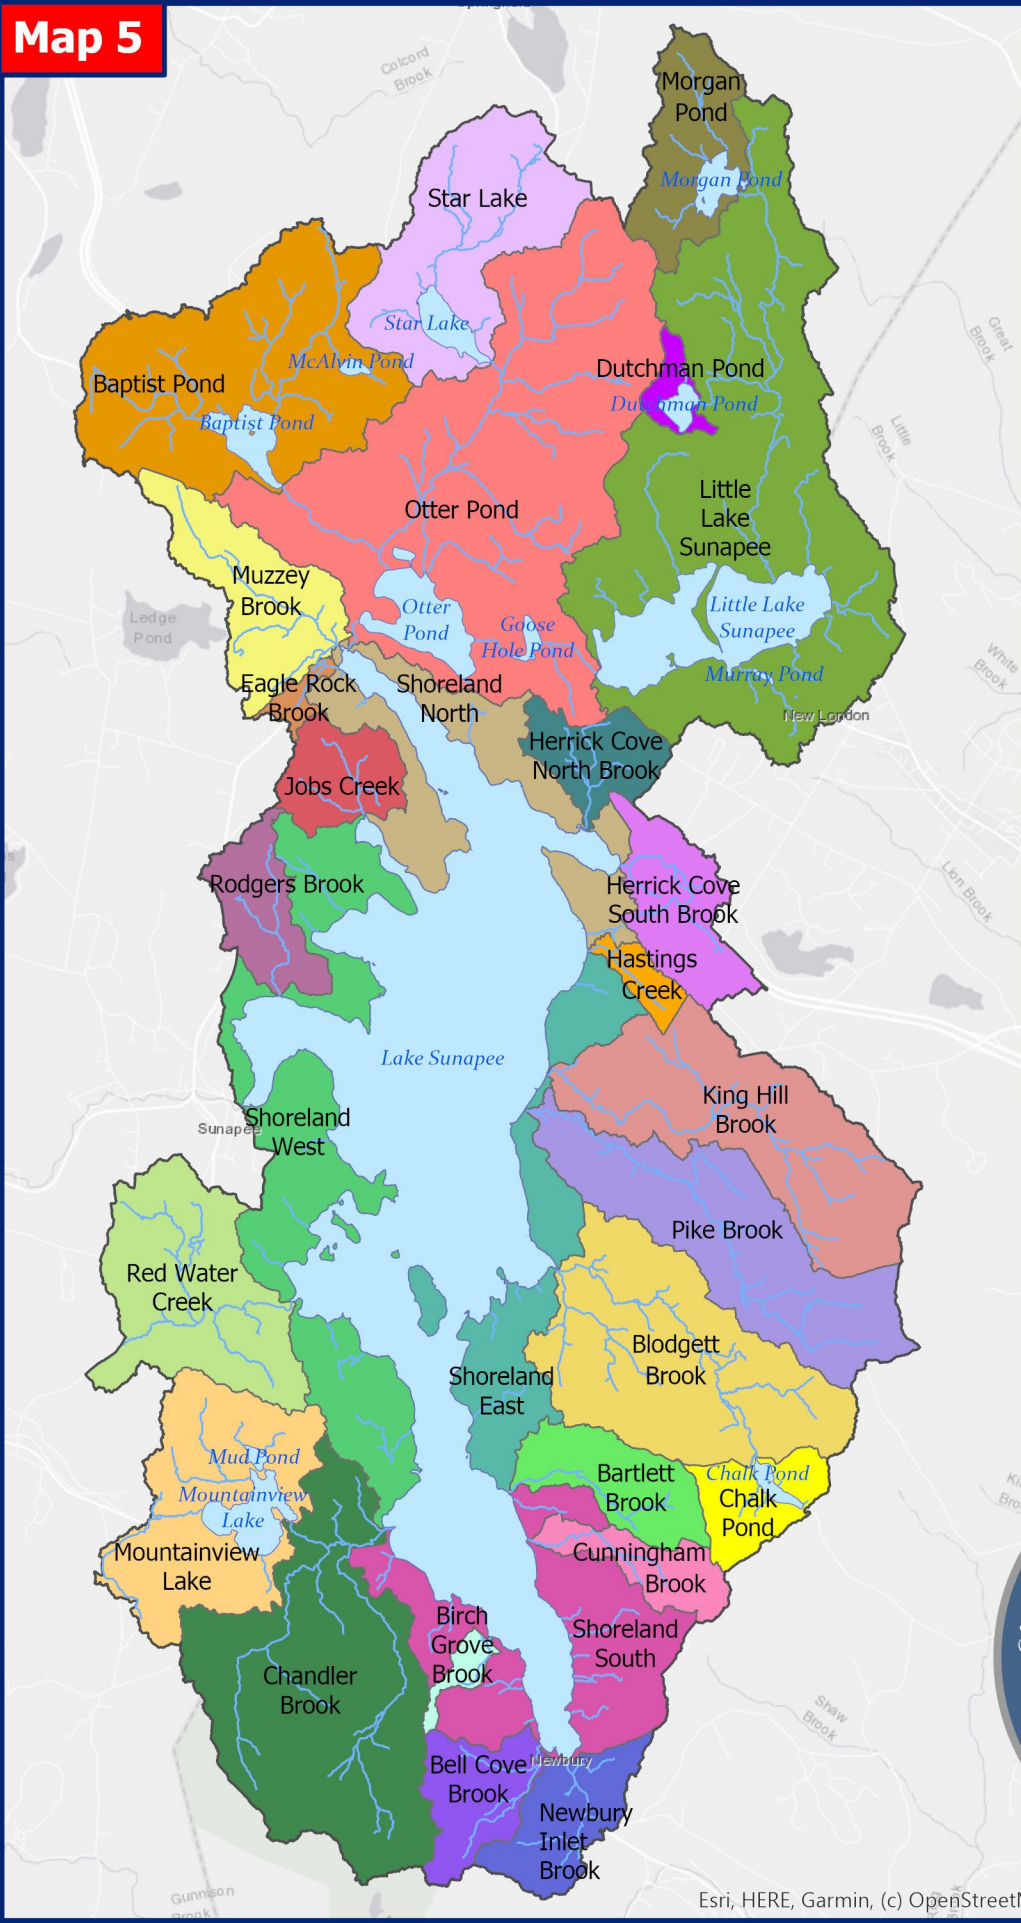 Map 5
Colcord
Brook
Morgan
Pond
Morgan Pond
Star Lake
Star Lake
McAlvin Pond
Baptist Pond
Baptist Pond
Great
Brook
Dutchman Pond
Dutchman Pond
Little
Brook
Otter Pond
Little
Lake
Sunapee
Muzzey
Brook
Ledge
Pond
Otter
Pond
Goose
Hole Pond
Little Lake
Sunapee
White
Brook
Murray Pond
New London
Eagle Rock
Brook
Shoreland
North
Herrick Cove
North Brook
Jobs Creek
Rodgers Brook
Herrick Cove
South Brook
Lion Brook
Hastings
Creek
Lake Sunapee
King Hill
Brook
Shoreland
West
Sunapee
Pike Brook
Red Water
Creek
Blodgett
Brook
Shoreland
East
Mud Pond
Mountainview
Lake
Bartlett
Brook
Chalk Pond
Chalk
Pond
Mountainview
Lake
Cunningham
Brook
Birch
Grove
Brook
Shoreland
South
Chandler
Brook
Shaw
Brook
Bell Cove
Brook
Newbury
Newbury
Inlet
Brook
Gunnison
Brook
Esri, HERE, Garmin, (c) OpenStreet